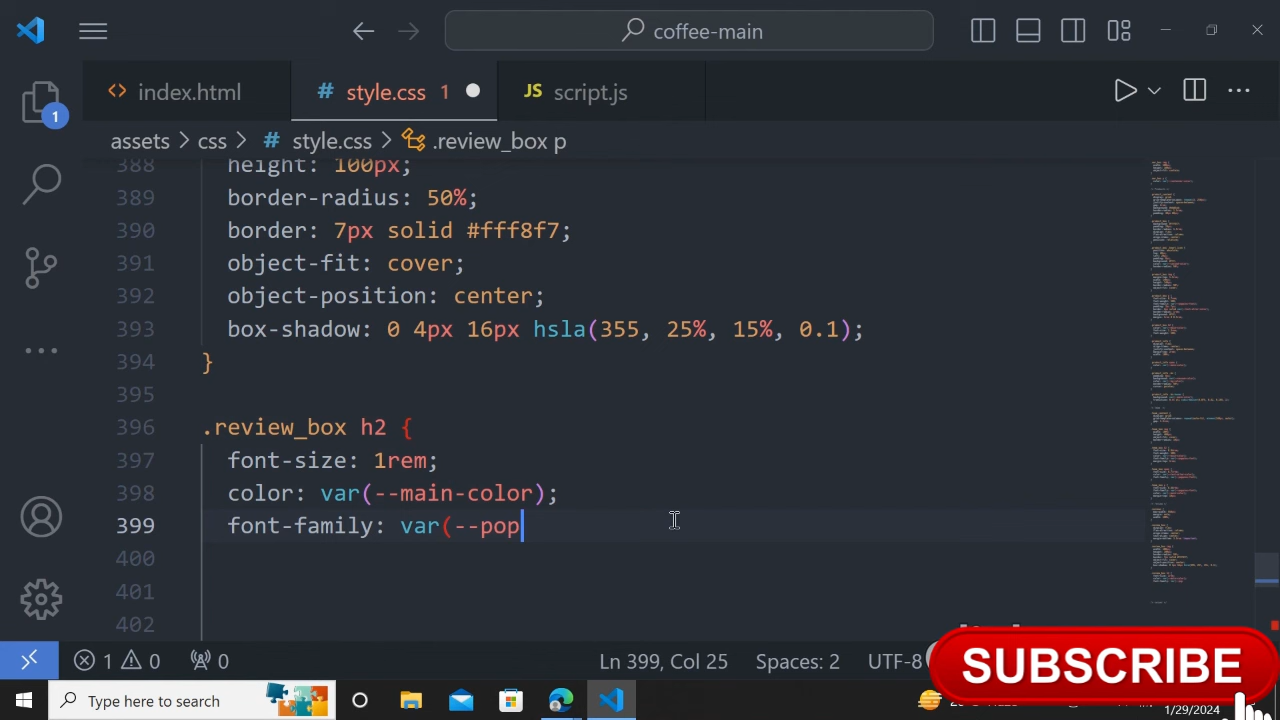 coffee-main
index.html
style.css 1
JS script.js
1
assets > css > # style.css > .review_box p
388 height: 100px;
389 border-radius: 50%;
390 border: 7px solid #fff8f7;
391 object-fit: cover;
392 object-position: center;
393 box-shadow: 0 4px 16px hsla(355, 25%, 15%, 0.1);
394 }
395
396 .review_box h2 {
397 font-size: 1rem;
398 color: var(--main-color);
399 font-family: var(--pop
400
401
402
1 0 0
Ln 399, Col 25 Spaces: 2 UTF-8
SUBSCRIBE
Type here to search
1/29/2024